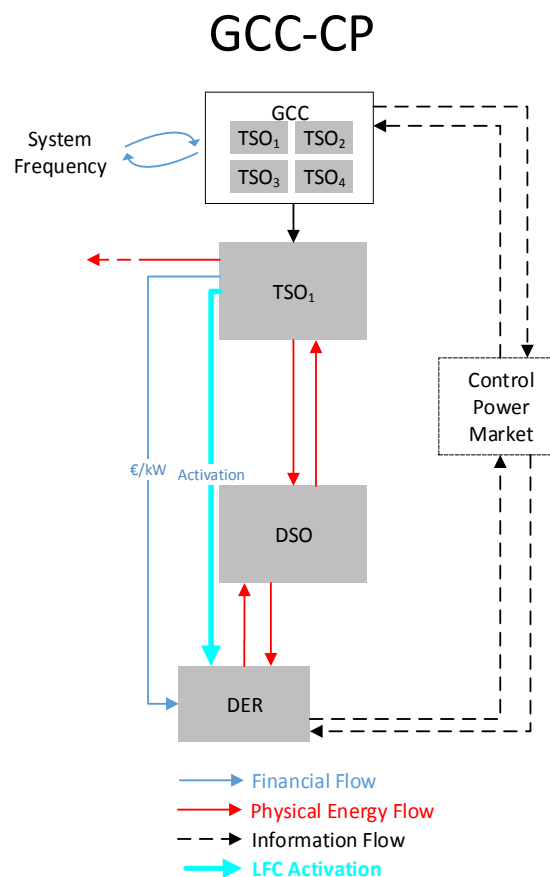 GCC-CP
GCC
TSO₁ TSO₂
TSO₃ TSO₄
System
Frequency
TSO₁
Control
Power
Market
€/kW
Activation
DSO
DER
Financial Flow
Physical Energy Flow
Information Flow
LFC Activation